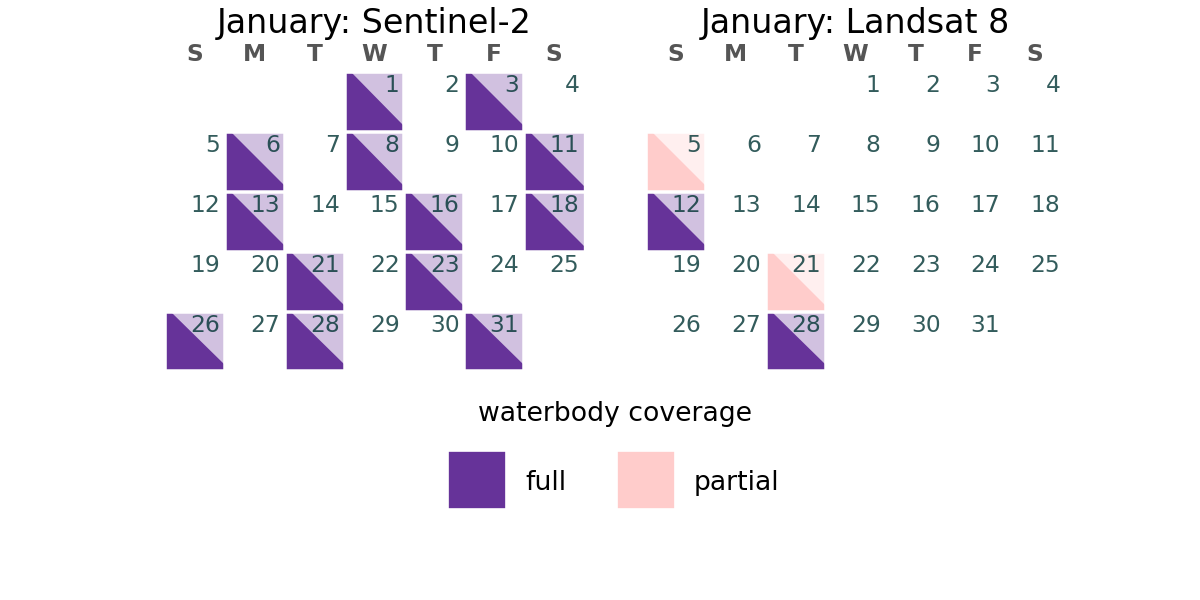 January: Sentinel-2
S M T W T F S
1 2 3 4
5 6 7 8 9 10 11
12 13 14 15 16 17 18
19 20 21 22 23 24 25
26 27 28 29 30 31
January: Landsat 8
S M T W T F S
1 2 3 4
5 6 7 8 9 10 11
12 13 14 15 16 17 18
19 20 21 22 23 24 25
26 27 28 29 30 31
waterbody coverage
full
partial